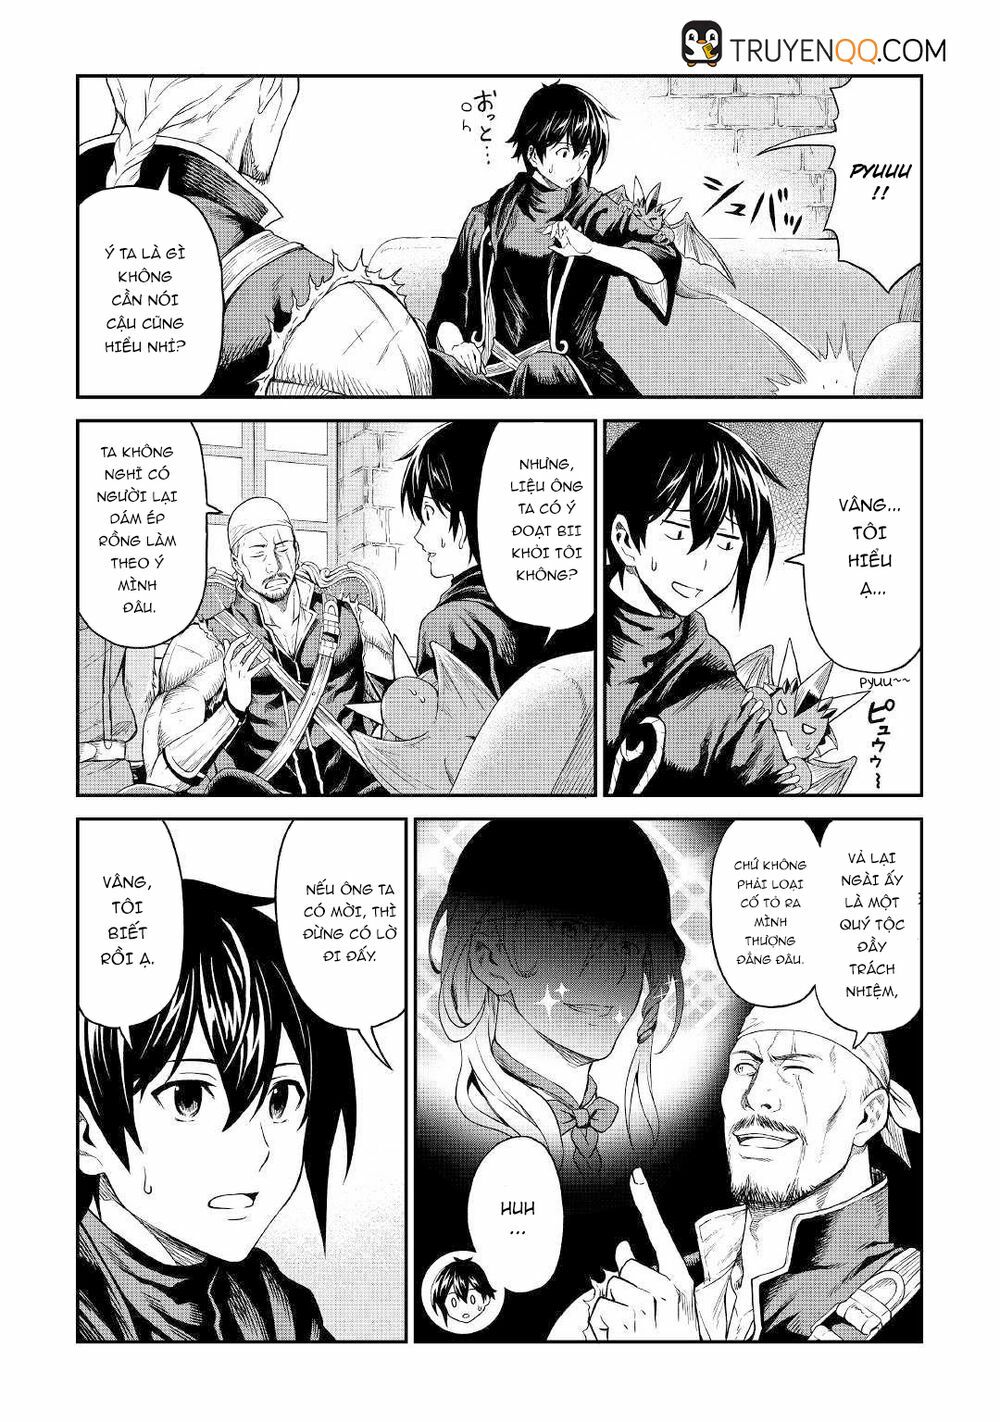 TRUYENQQ.COM
PYUUU
!!
シュバッ
おっと…
Oh
Ý TA LÀ GÌ
KHÔNG
CẦN NÓI
CẬU CŨNG
HIỂU NHỈ?
VÂNG...
TÔI
HIỂU
Ạ...
PYUU~~
ピュゥゥ～
NHƯNG,
LIỆU ÔNG
TA CÓ Ý
ĐOẠT BII
KHỎI TÔI
KHÔNG?
TA KHÔNG
NGHĨ CÓ
NGƯỜI LẠI
DÁM ÉP
RỒNG LÀM
THEO Ý
MÌNH
ĐÂU.
VẢ LẠI
NGÀI ẤY
LÀ MỘT
QUÝ TỘC
ĐẦY
TRÁCH
NHIỆM,
CHỨ KHÔNG
PHẢI LOẠI
CỐ TỎ RA
MÌNH
THƯỢNG
ĐẲNG ĐÂU.
HUH
...
NẾU ÔNG TA
CÓ MỜI, THÌ
ĐỪNG CÓ LỜ
ĐI ĐẤY.
VÂNG,
TÔI
BIẾT
RỒI Ạ.